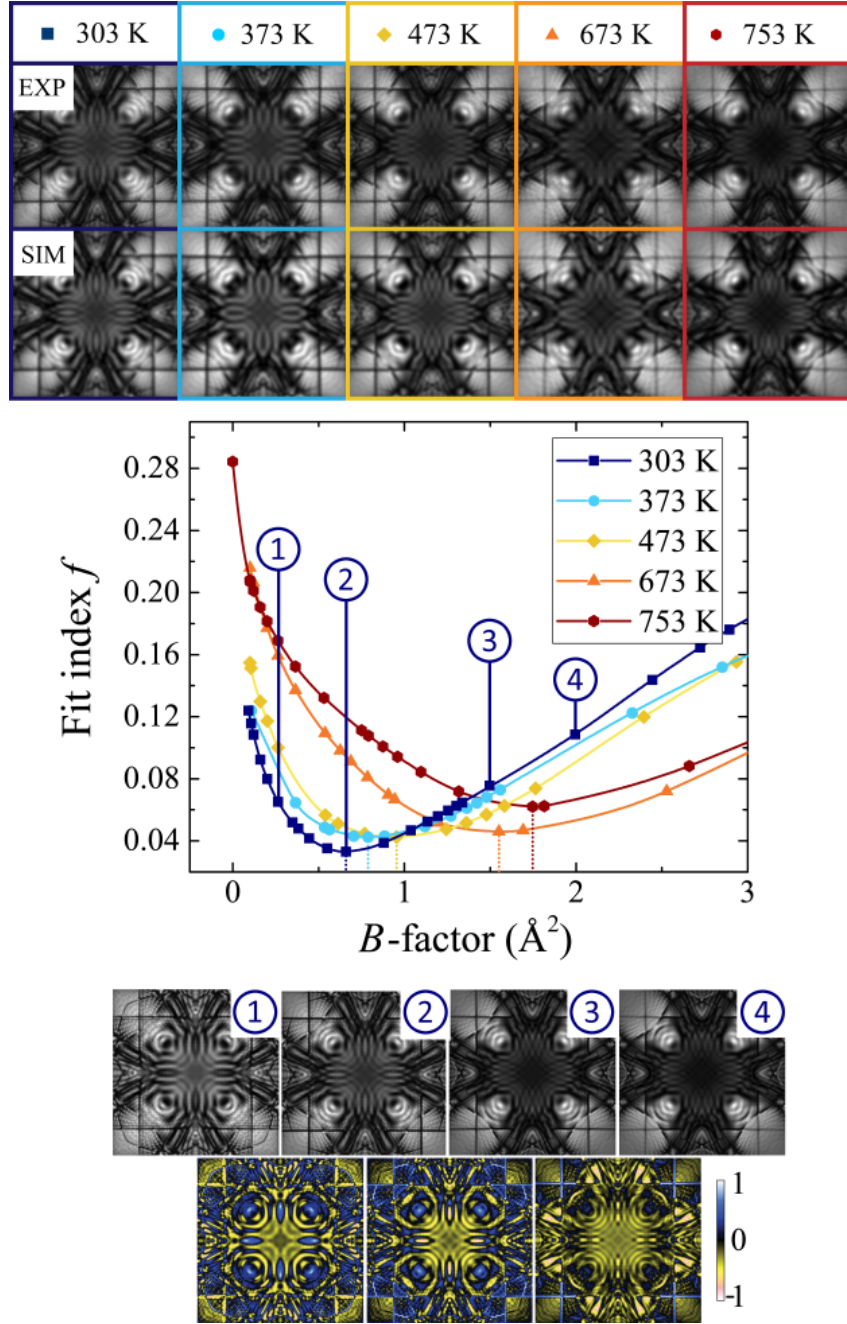 303 K 373 K 473 K 673 K 753 K
EXP
SIM
0.28
0.24
0.20
0.16
0.12
0.08
0.04
Fit index f
1
2
3
4
303 K
373 K
473 K
673 K
753 K
0 1 2 3
B-factor (Å²)
1 2 3 4
1
0
-1